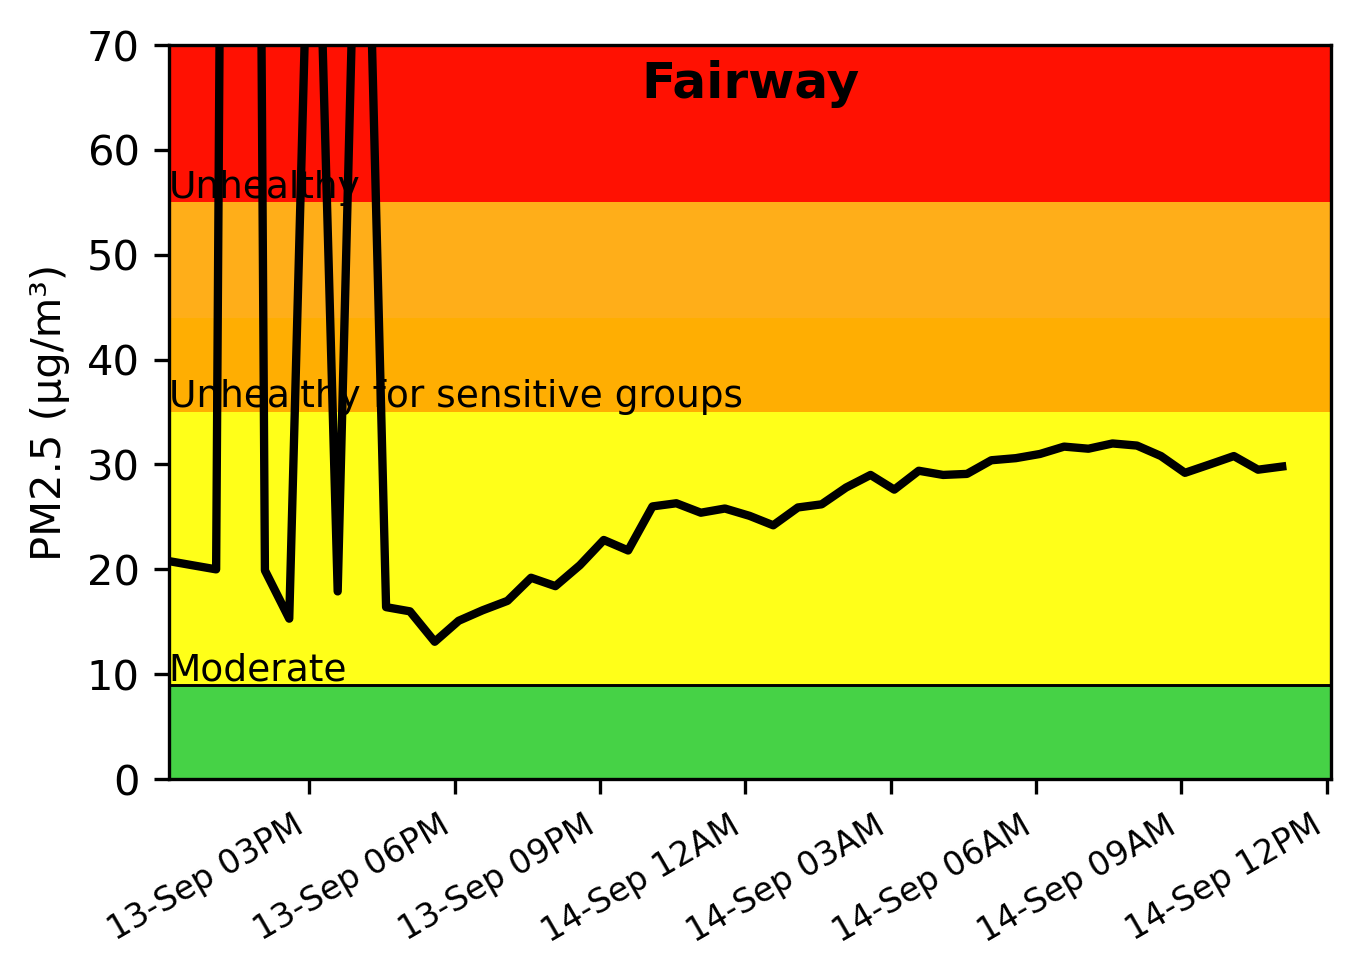 Fairway
PM2.5 (µg/m³)
70
60
50
40
30
20
10
0
Unhealthy
Unhealthy for sensitive groups
Moderate
13-Sep 03PM
13-Sep 06PM
13-Sep 09PM
14-Sep 12AM
14-Sep 03AM
14-Sep 06AM
14-Sep 09AM
14-Sep 12PM